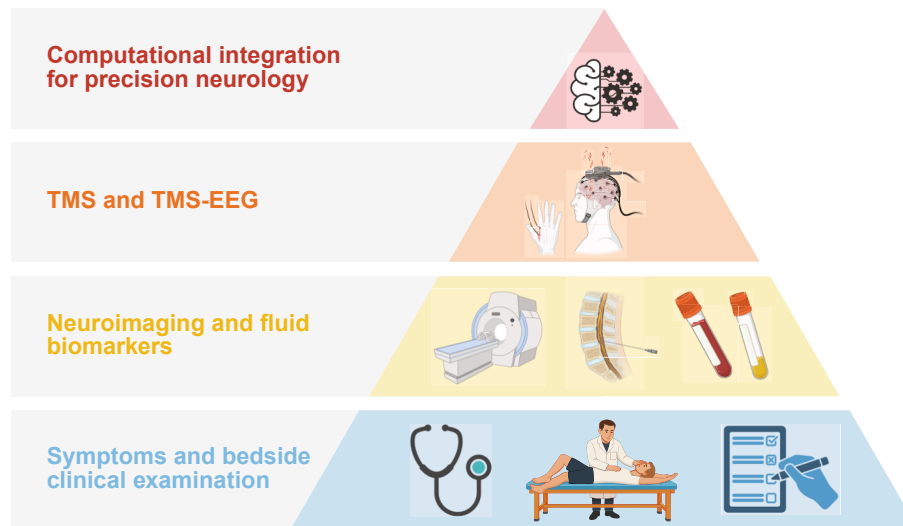 Computational integration
for precision neurology
TMS and TMS-EEG
Neuroimaging and fluid
biomarkers
Symptoms and bedside
clinical examination